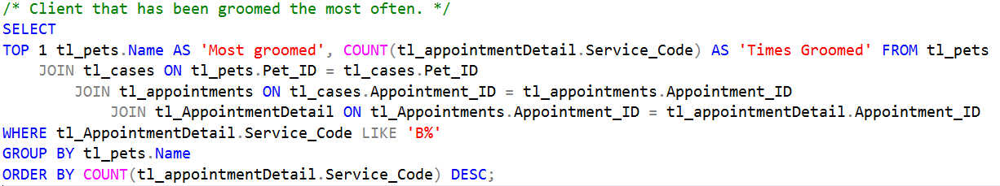 /* Client that has been groomed the most often. */
SELECT
TOP 1 tl_pets.Name AS 'Most groomed', COUNT(tl_appointmentDetail.Service_Code) AS 'Times Groomed' FROM tl_pets
JOIN tl_cases ON tl_pets.Pet_ID = tl_cases.Pet_ID
JOIN tl_appointments ON tl_cases.Appointment_ID = tl_appointments.Appointment_ID
JOIN tl_AppointmentDetail ON tl_Appointments.Appointment_ID = tl_appointmentDetail.Appointment_ID
WHERE tl_AppointmentDetail.Service_Code LIKE 'B%'
GROUP BY tl_pets.Name
ORDER BY COUNT(tl_appointmentDetail.Service_Code) DESC;